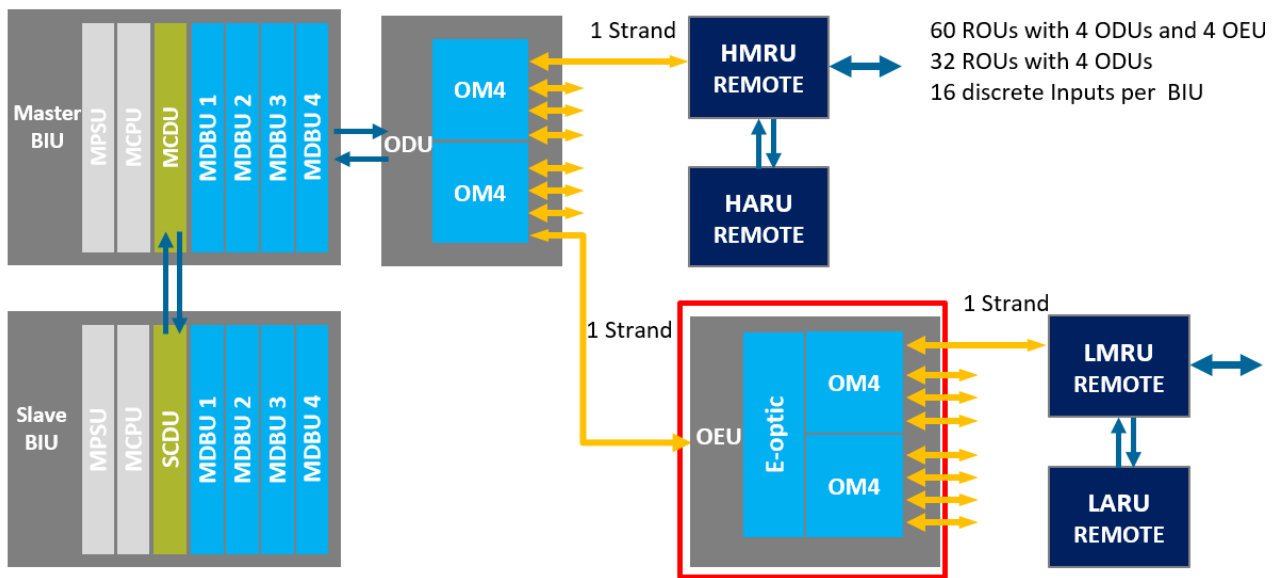 Master
BIU
MPSU
MCPU
MCDU
MDBU 1
MDBU 2
MDBU 3
MDBU 4
ODU
OM4
OM4
1 Strand
HMRU
REMOTE
HARU
REMOTE
60 ROUs with 4 ODUs and 4 OEU
32 ROUs with 4 ODUs
16 discrete Inputs per BIU
Slave
BIU
MPSU
MCPU
SCDU
MDBU 1
MDBU 2
MDBU 3
MDBU 4
1 Strand
OEU
E-optic
OM4
OM4
1 Strand
LMRU
REMOTE
LARU
REMOTE